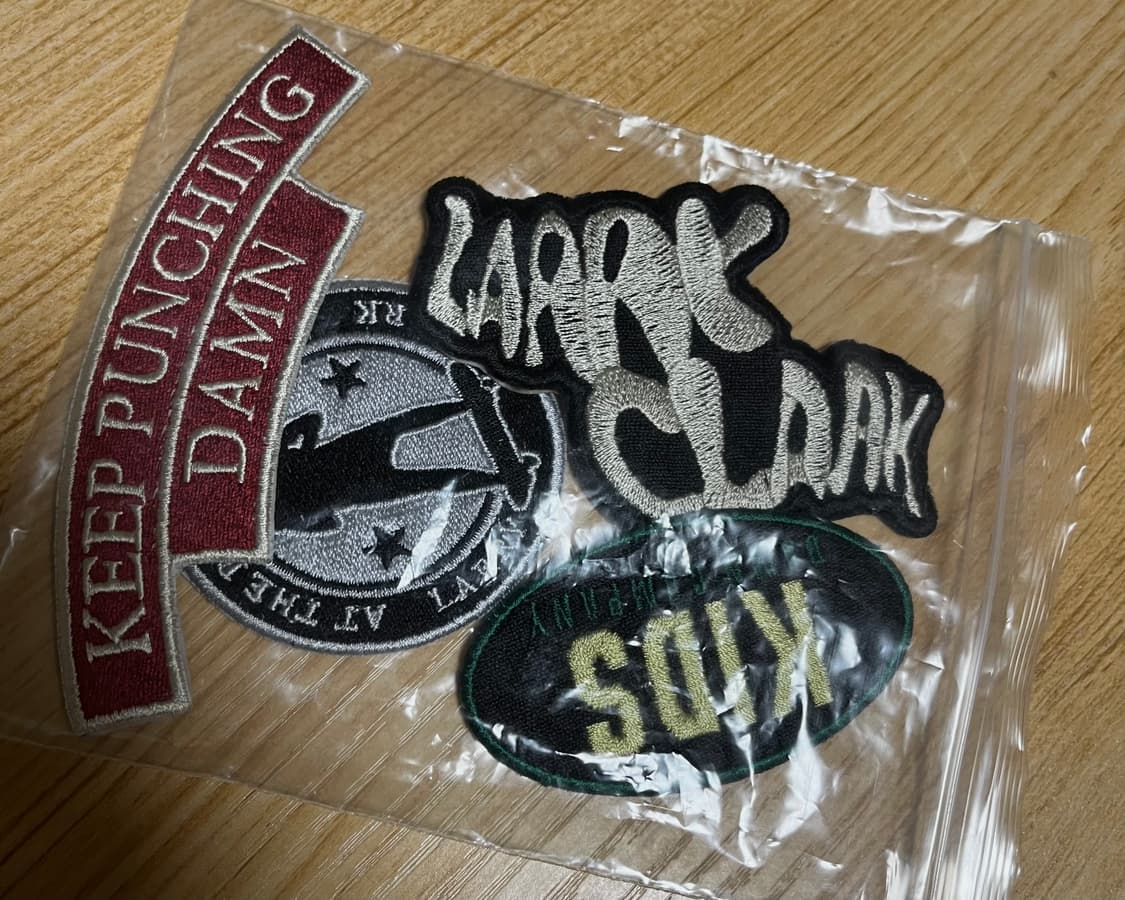 KEEP PUNCHING
DAMN
LARRY
CLARK
RK
AT THE
KIDS